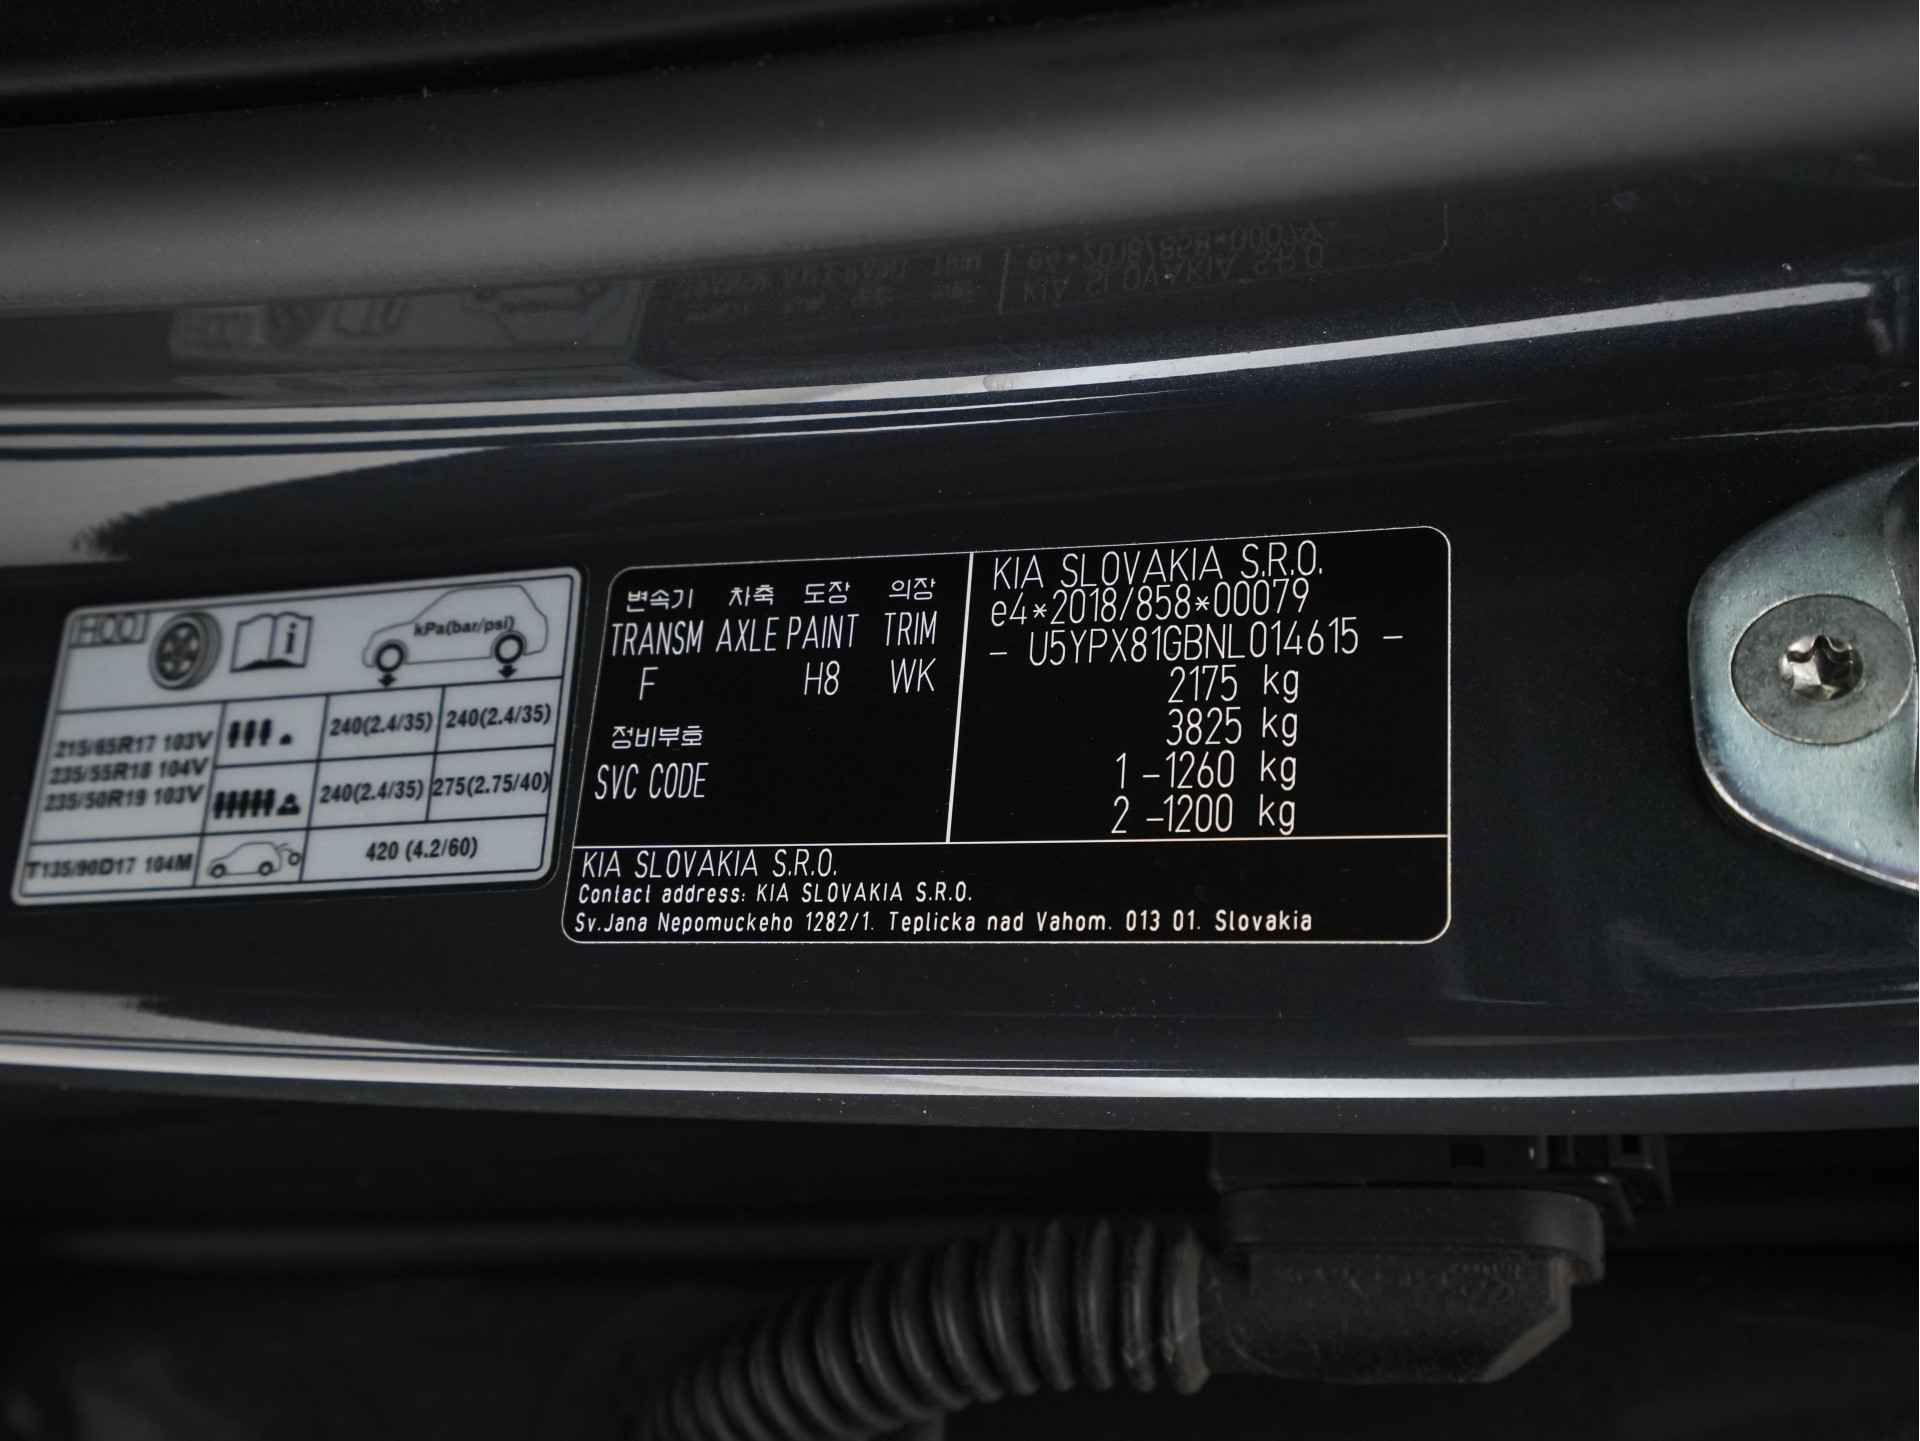 HQ0
i
kPa(bar/psi)
215/65R17 103V
235/55R18 104V
235/50R19 103V
240(2.4/35) 240(2.4/35)
240(2.4/35) 275(2.75/40)
T135/90D17 104M
420 (4.2/60)
변속기 차축 도장 의장
TRANSM AXLE PAINT TRIM
F H8 WK
정비부호
SVC CODE
KIA SLOVAKIA S.R.O.
e4*2018/858*00079
- U5YPX81GBNL014615 -
2175 kg
3825 kg
1 -1260 kg
2 -1200 kg
KIA SLOVAKIA S.R.O.
Contact address: KIA SLOVAKIA S.R.O.
Sv.Jana Nepomuckeho 1282/1. Teplicka nad Vahom. 013 01. Slovakia